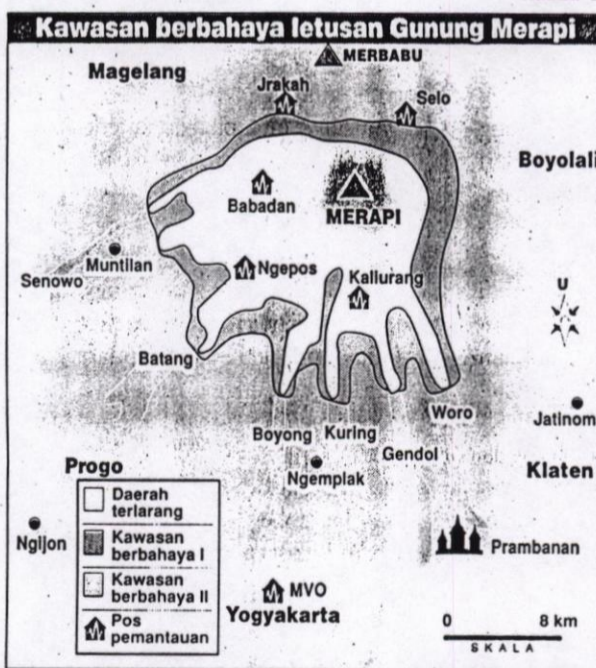 Kawasan berbahaya letusan Gunung Merapi
MERBABU
Magelang
Jrakah
Selo
Boyolali
Babadan
MERAPI
Muntilan
Ngepos
Senowo
Kallurang
U
Batang
Woro
Jatinom
Boyong
Kuring
Gendol
Progo
Ngemplak
Klaten
Daerah
terlarang
Ngijon
Kawasan
berbahaya I
Prambanan
Kawasan
berbahaya II
MVO
Yogyakarta
Pos
pemantauan
0 8 km
SKALA